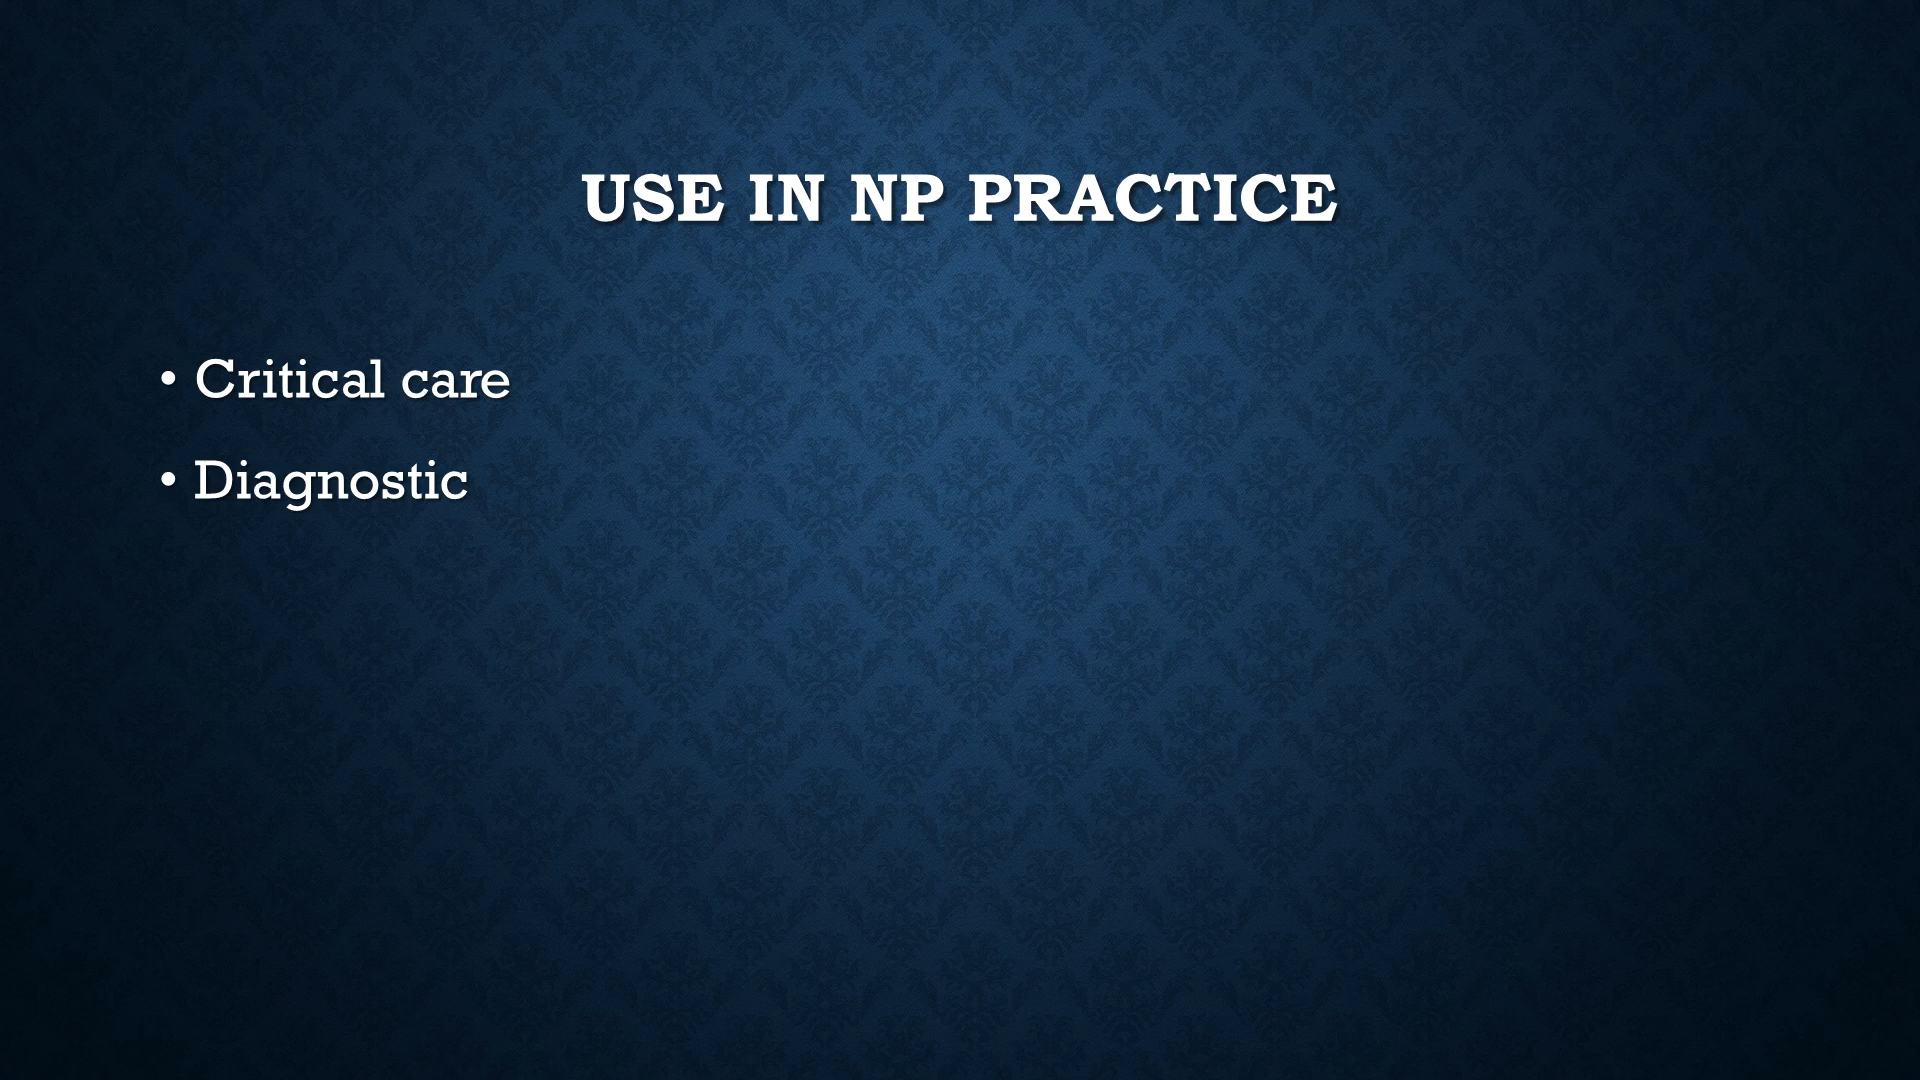 USE IN NP PRACTICE
• Critical care
• Diagnostic